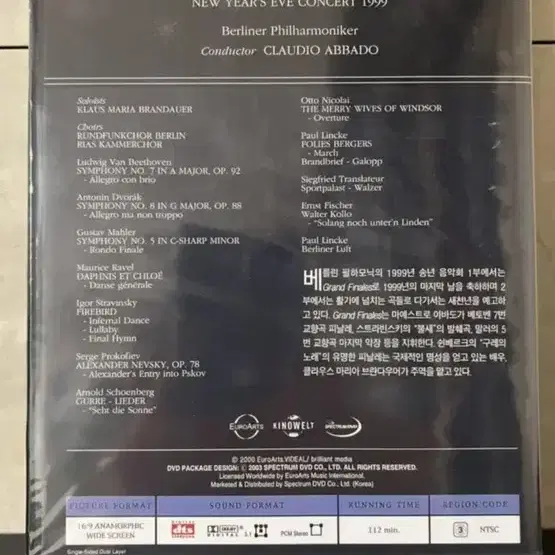 NEW YEAR'S EVE CONCERT 1999
Berliner Philharmoniker
Conductor CLAUDIO ABBADO
Soloists
KLAUS MARIA BRANDAUER
Choirs
RUNDFUNKCHOR BERLIN
RIAS KAMMERCHOR
Ludwig Van Beethoven
SYMPHONY NO. 7 IN A MAJOR, OP. 92
- Allegro con brio
Antonin Dvorák
SYMPHONY NO. 8 IN G MAJOR, OP. 88
- Allegro ma non troppo
Gustav Mahler
SYMPHONY NO. 5 IN C-SHARP MINOR
- Rondo Finale
Maurice Ravel
DAPHNIS ET CHLOÉ
- Danse générale
Igor Stravansky
FIREBIRD
- Infernal Dance
- Lullaby
- Final Hymn
Serge Prokofiev
ALEXANDER NEVSKY, OP. 78
- Alexander's Entry into Pskov
Arnold Schoenberg
GURRE - LIEDER
- "Seht die Sonne"
Otto Nicolai
THE MERRY WIVES OF WINDSOR
- Overture
Paul Lincke
FOLIES BERGERS
- March
Brandbrief - Galopp
Siegfried Translateur
Sportpalast - Walzer
Ernst Fischer
Walter Kollo
- "Solang noch unter'n Linden"
Paul Lincke
Berliner Luft
베를린 필하모닉의 1999년 송년 음악회 1부에서는
Grand Finales로 1999년의 마지막 날을 축하하며 2
부에서는 활기에 넘치는 곡들로 다가서는 새천년을 예고하
고 있다. Grand Finales는 마에스트로 아바도가 베토벤 7번
교향곡 피날레, 스트라빈스키의 "불새"의 발췌곡, 말러의 5
번 교향곡 마지막 악장 등을 지휘한다. 쉰베르크의 "구레의
노래"의 유명한 피날레는 국제적인 명성을 얻고 있는 배우,
클라우스 마리아 브란다우어가 주역을 맡고 있다.
EUROARTS KINOWELT SPECTRUMDVD
© 2000 EuroArts.VIDEAL/ brilliant media
DVD PACKAGE DESIGN: © 2003 SPECTRUM DVD CO., LTD. ALL RIGHTS RESERVED.
Licensed Worldwide by EuroArts Music International.
Marketed & Distributed by Spectrum DVD Co., Ltd. (Korea)
PICTURE FORMAT SOUND FORMAT RUNNING TIME REGION CODE
16:9 ANAMORPHIC
WIDE SCREEN
dts DOLBY DIGITAL 5.1 PCM Stereo 112 min. 3 NTSC
Single-Sided Dual Layer